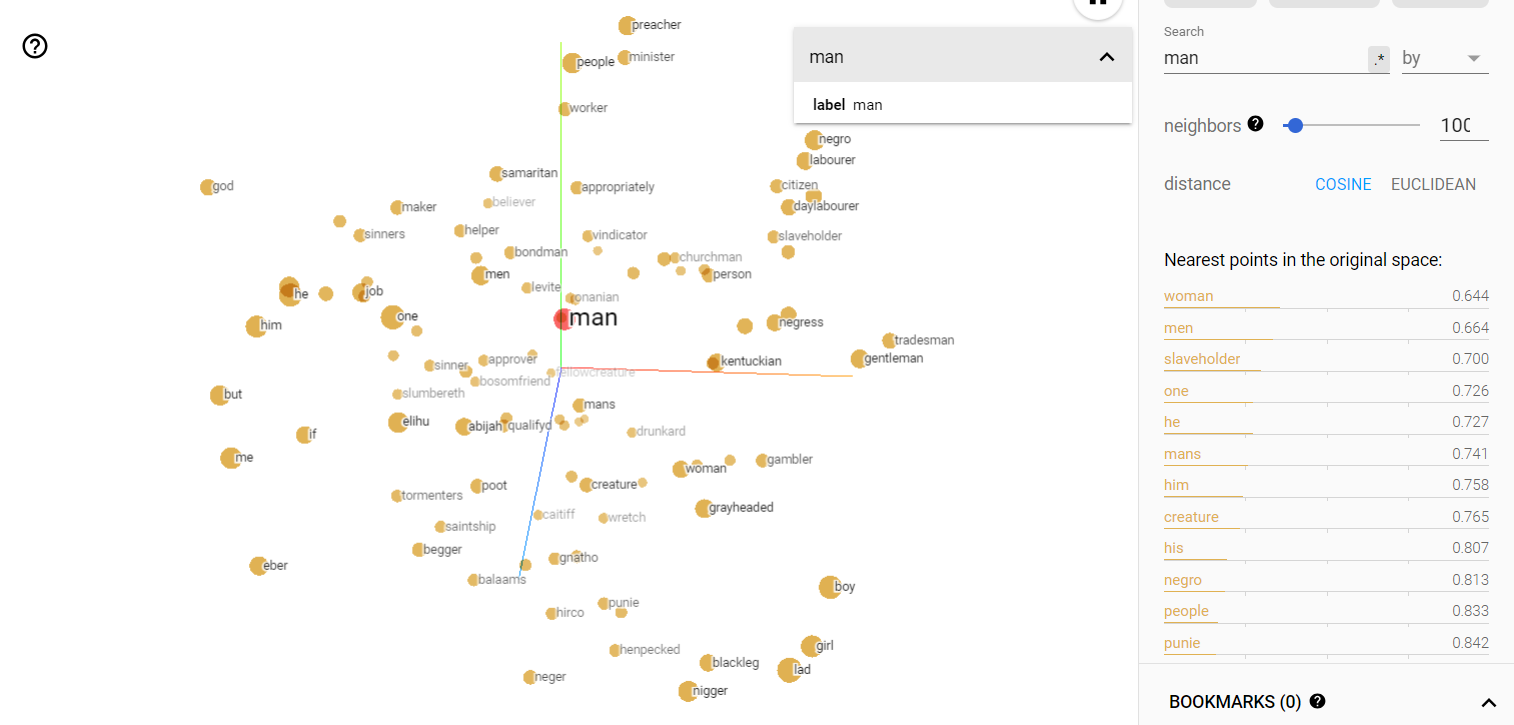 preacher
people
minister
worker
man
label man
negro
labourer
citizen
daylabourer
slaveholder
god
samaritan
appropriately
believer
maker
helper
sinners
vindicator
bondman
churchman
men
person
levite
he
job
onanian
man
one
him
negress
tradesman
gentleman
kentuckian
approver
sinner
fellowcreature
bosomfriend
slumbereth
but
mans
elihu
abijah
qualifyd
if
drunkard
me
woman
gambler
poot
creature
tormenters
grayheaded
caitiff
wretch
saintship
begger
gnatho
eber
balaams
boy
punie
hirco
girl
henpecked
blackleg
lad
neger
nigger
Search
man .* by
neighbors 100
distance COSINE EUCLIDEAN
Nearest points in the original space:
woman 0.644
men 0.664
slaveholder 0.700
one 0.726
he 0.727
mans 0.741
him 0.758
creature 0.765
his 0.807
negro 0.813
people 0.833
punie 0.842
BOOKMARKS (0)